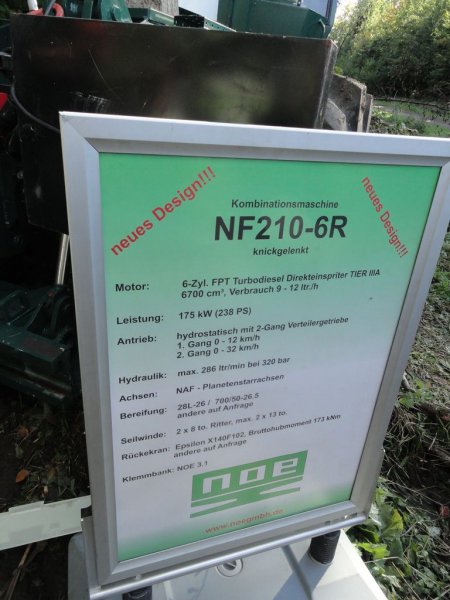 neues Design!!!
neues Design!!!
Kombinationsmaschine
NF210-6R
knickgelenkt
Motor: 6-Zyl. FPT Turbodiesel Direkteinspriter TIER IIIA
6700 cm³, Verbrauch 9 - 12 ltr./h
Leistung: 175 kW (238 PS)
Antrieb: hydrostatisch mit 2-Gang Verteilergetriebe
1. Gang 0 - 12 km/h
2. Gang 0 - 32 km/h
Hydraulik: max. 286 ltr/min bei 320 bar
Achsen: NAF - Planetenstarrachsen
Bereifung: 28L-26 / 700/50-26.5
andere auf Anfrage
Seilwinde: 2 x 8 to. Ritter, max. 2 x 13 to.
Rückekran: Epsilon X140F102, Bruttohubmoment 173 kNm
andere auf Anfrage
Klemmbank: NOE 3.1
noe
www.noegmbh.de